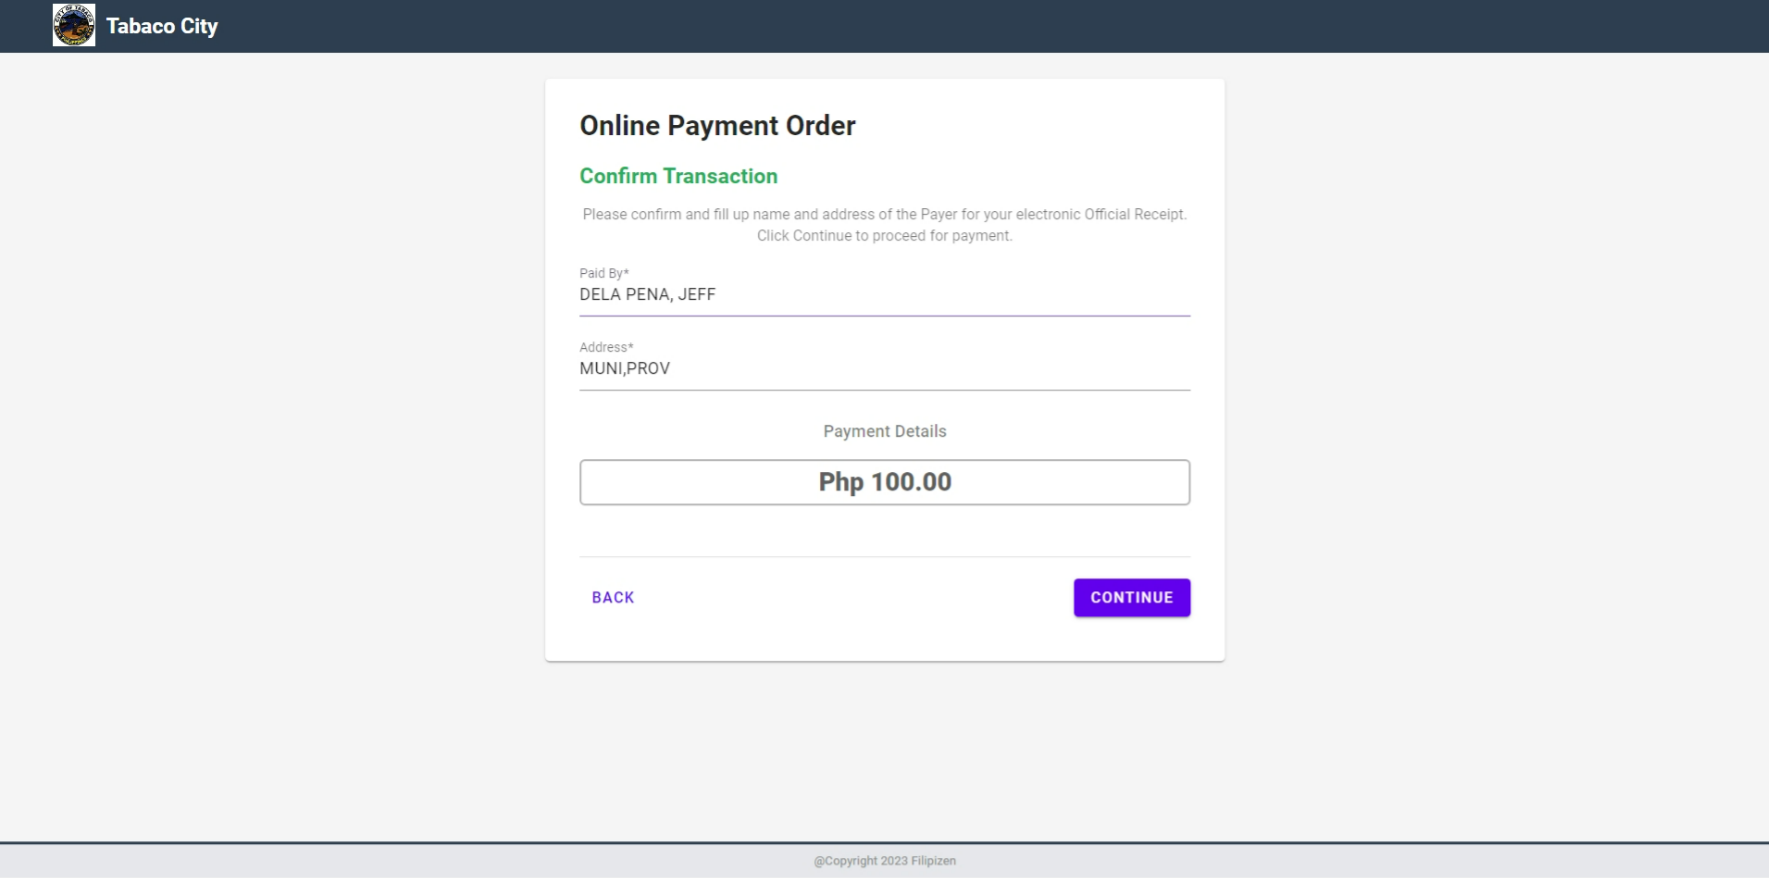 Tabaco City
Online Payment Order
Confirm Transaction
Please confirm and fill up name and address of the Payer for your electronic Official Receipt.
Click Continue to proceed for payment.
Paid By*
DELA PENA, JEFF
Address*
MUNI,PROV
Payment Details
Php 100.00
BACK
CONTINUE
@Copyright 2023 Filipizen